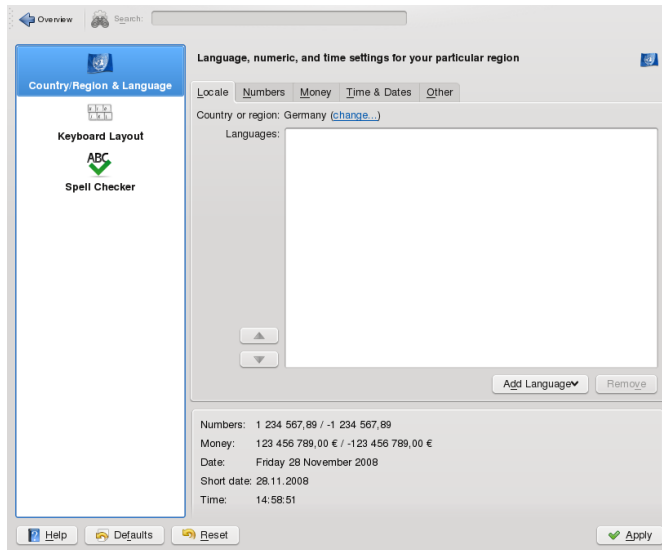 Overview Search:
Country/Region & Language
Keyboard Layout
ABC
Spell Checker
Language, numeric, and time settings for your particular region
Locale Numbers Money Time & Dates Other
Country or region: Germany (change...)
Languages:
Add Language Remove
Numbers: 1 234 567,89 / -1 234 567,89
Money: 123 456 789,00 € / -123 456 789,00 €
Date: Friday 28 November 2008
Short date: 28.11.2008
Time: 14:58:51
Help Defaults Reset Apply